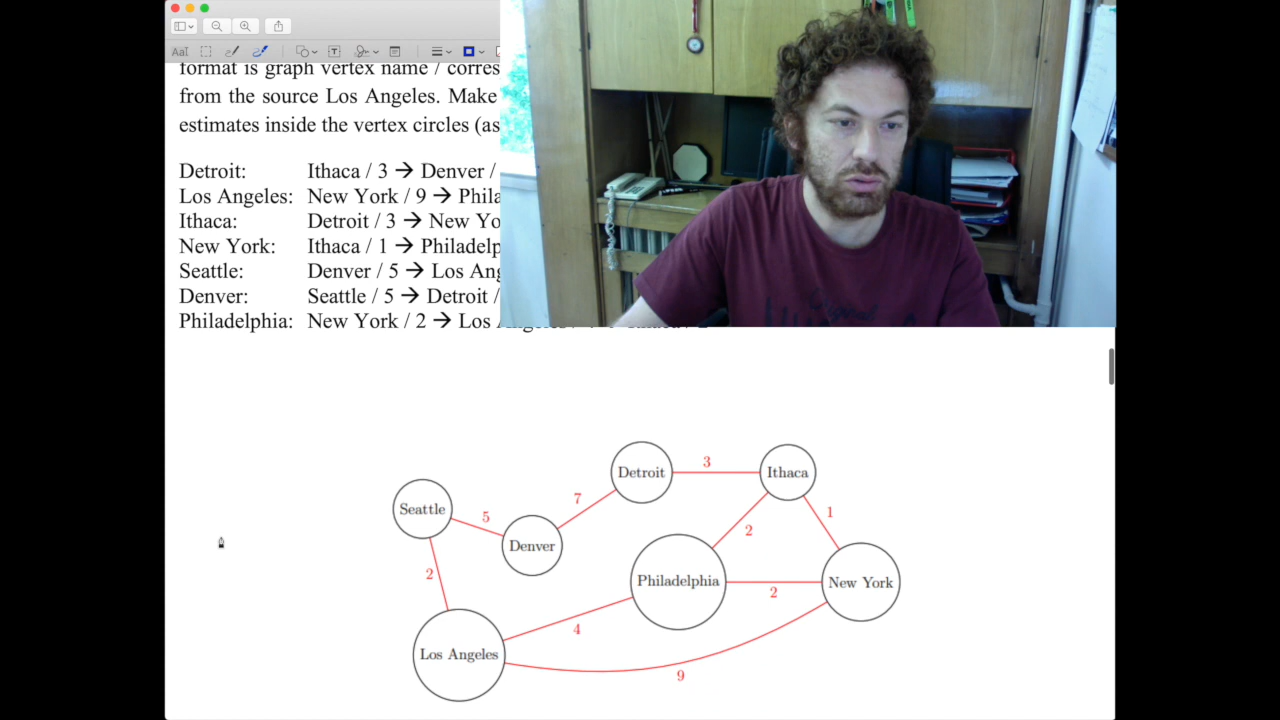 format is graph vertex name / corres
from the source Los Angeles. Make
estimates inside the vertex circles (as
Detroit: Ithaca / 3 → Denver /
Los Angeles: New York / 9 → Phila
Ithaca: Detroit / 3 → New Yo
New York: Ithaca / 1 → Philadelp
Seattle: Denver / 5 → Los Ang
Denver: Seattle / 5 → Detroit /
Philadelphia: New York / 2 → Los
Detroit
3
Ithaca
Seattle
5
7
Denver
2
1
2
Philadelphia
2
New York
4
Los Angeles
9